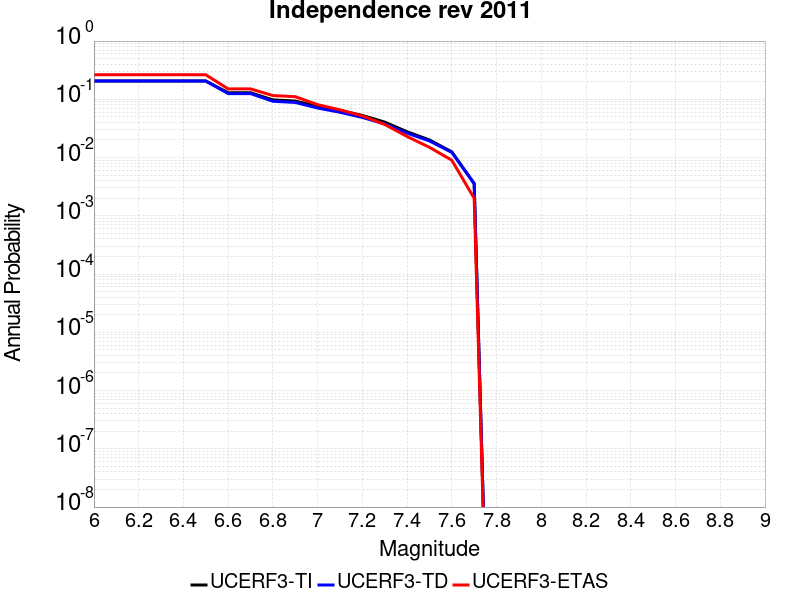 Independence rev 2011
10^0
10^-1
10^-2
10^-3
10^-4
10^-5
10^-6
10^-7
10^-8
Annual Probability
6 6.2 6.4 6.6 6.8 7 7.2 7.4 7.6 7.8 8 8.2 8.4 8.6 8.8 9
Magnitude
UCERF3-TI UCERF3-TD UCERF3-ETAS